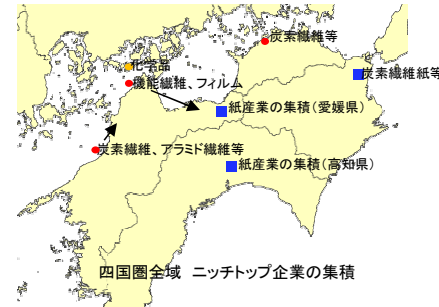 炭素繊維等
化学品
炭素繊維紙等
機能繊維、フィルム
紙産業の集積(愛媛県)
炭素繊維、アラミド繊維等
紙産業の集積(高知県)
四国圏全域 ニッチトップ企業の集積